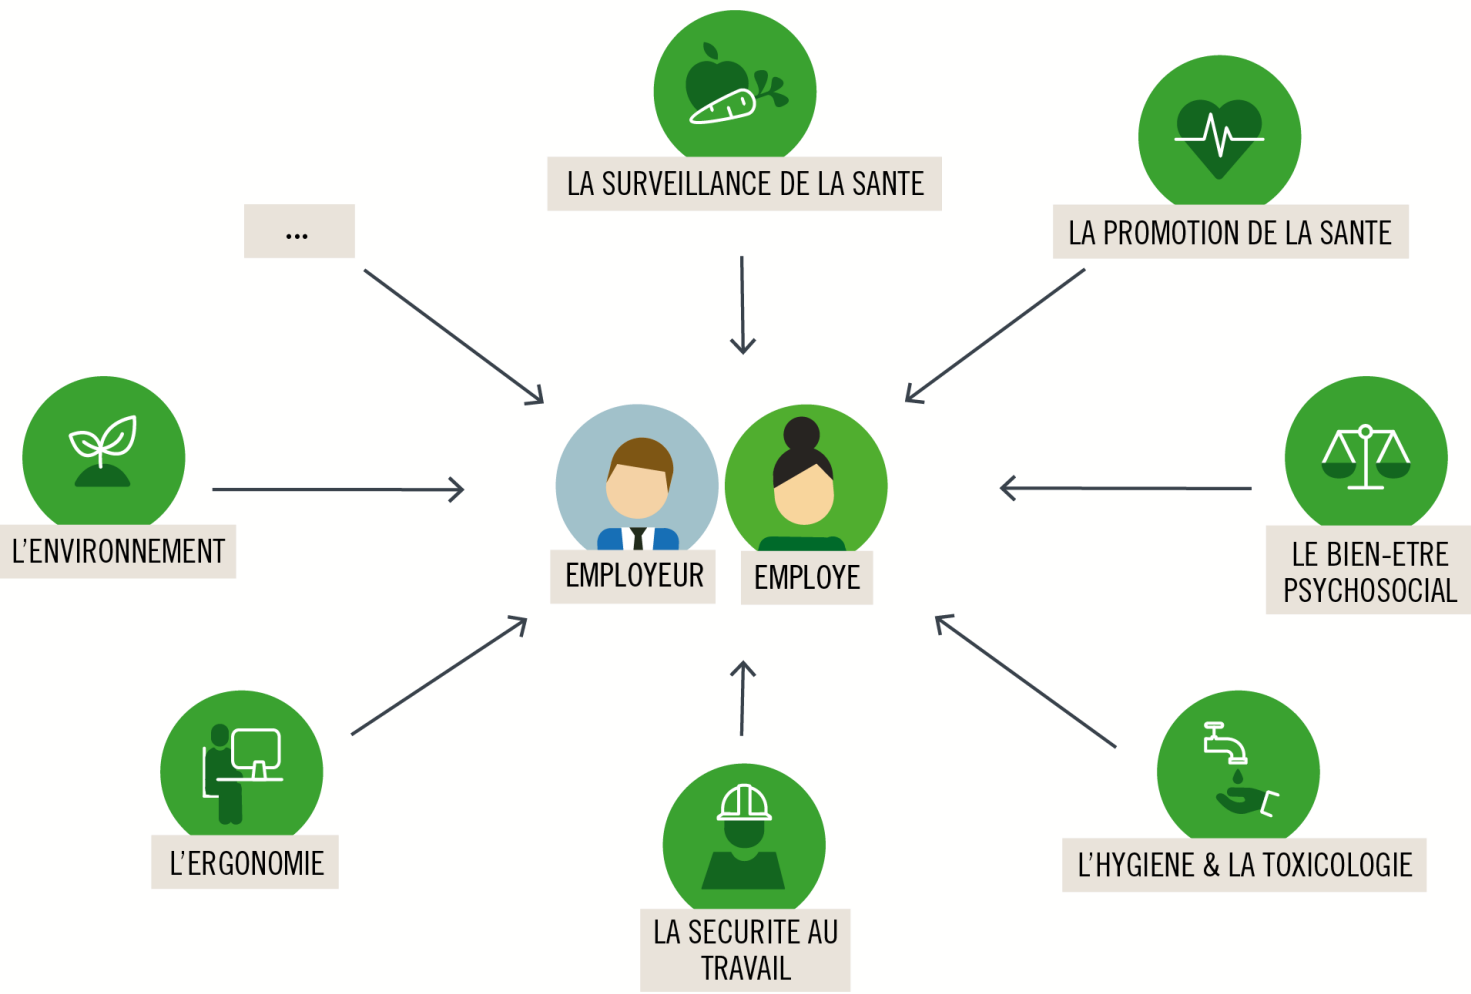 LA SURVEILLANCE DE LA SANTE
...
LA PROMOTION DE LA SANTE
L'ENVIRONNEMENT
EMPLOYEUR
EMPLOYE
LE BIEN-ETRE
PSYCHOSOCIAL
L'ERGONOMIE
L'HYGIENE & LA TOXICOLOGIE
LA SECURITE AU
TRAVAIL